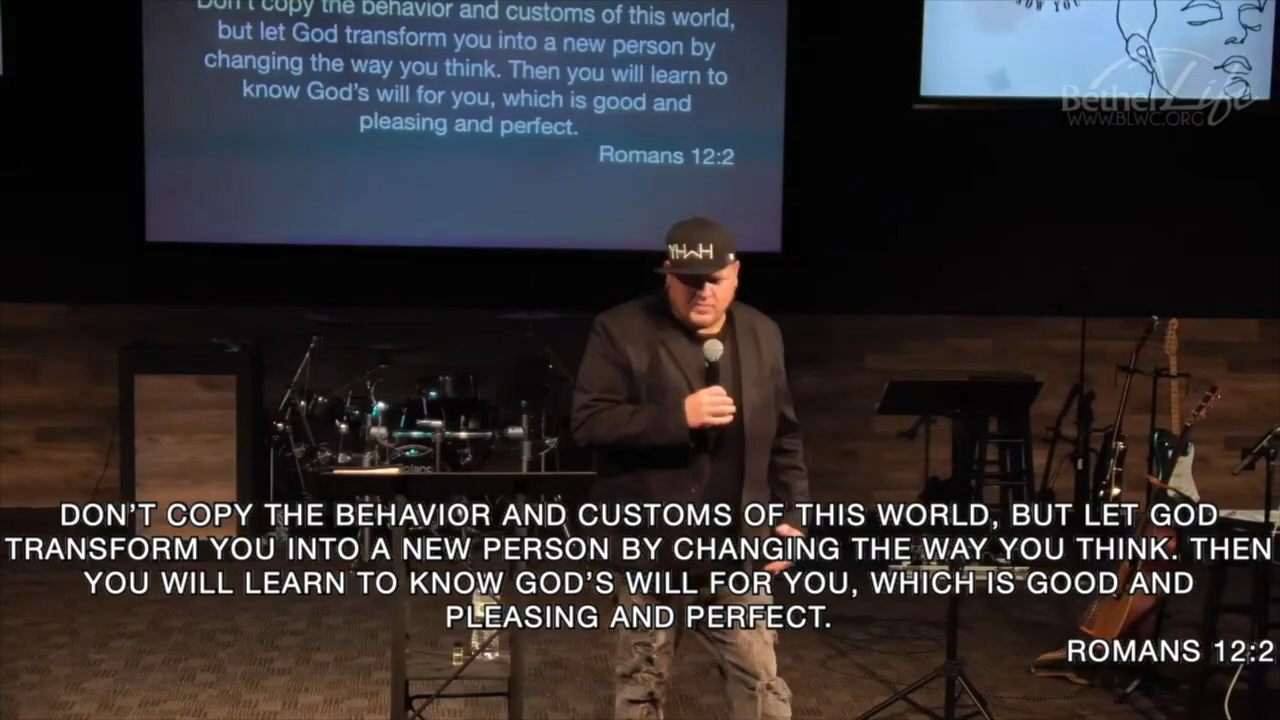 Don't copy the behavior and customs of this world,
but let God transform you into a new person by
changing the way you think. Then you will learn to
know God's will for you, which is good and
pleasing and perfect.
Romans 12:2
YOU
Bethel Life
WWW.BLWC.ORG
YHWH
DON'T COPY THE BEHAVIOR AND CUSTOMS OF THIS WORLD, BUT LET GOD
TRANSFORM YOU INTO A NEW PERSON BY CHANGING THE WAY YOU THINK. THEN
YOU WILL LEARN TO KNOW GOD'S WILL FOR YOU, WHICH IS GOOD AND
PLEASING AND PERFECT.
ROMANS 12:2